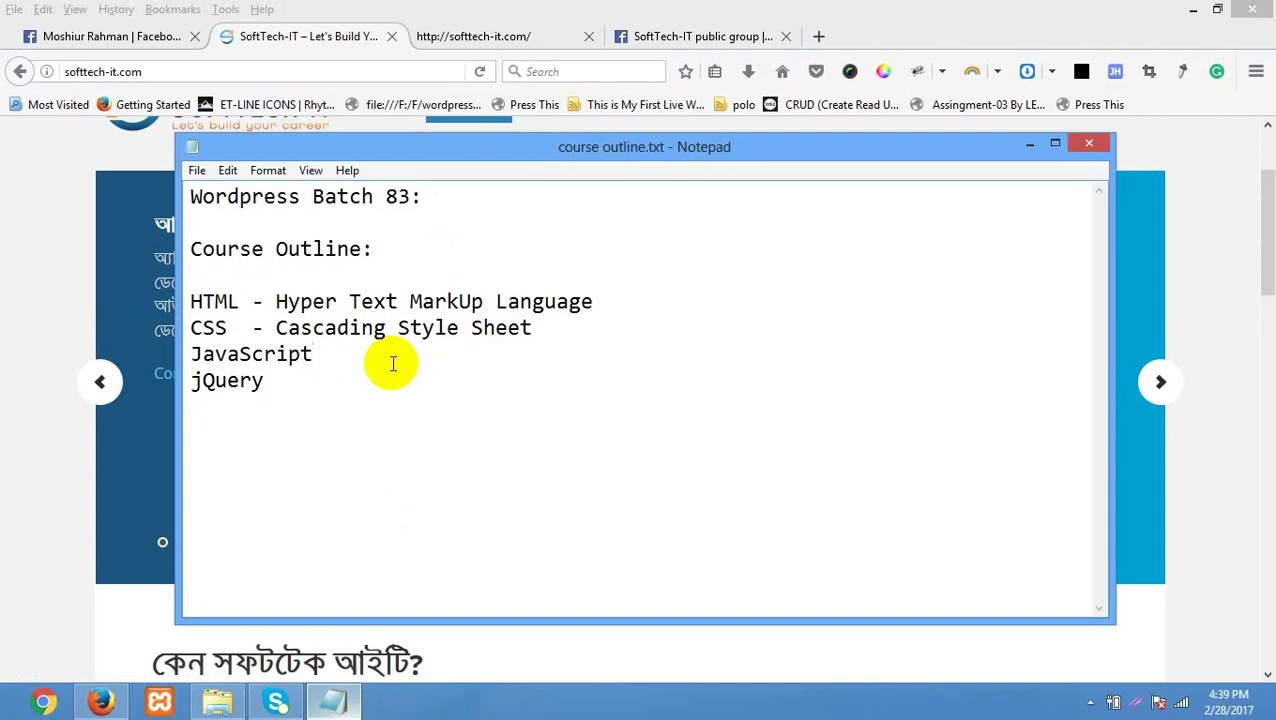 File Edit View History Bookmarks Tools Help
Moshiur Rahman | Facebo...
SoftTech-IT – Let's Build Y...
http://softtech-it.com/
SoftTech-IT public group |...
softtech-it.com
Search
Most Visited
Getting Started
ET-LINE ICONS | Rhyt...
file:///F:/F/wordpress...
Press This
This is My First Live W...
polo
CRUD (Create Read U...
Assingment-03 By LE...
Press This
Let's build your career
course outline.txt - Notepad
File Edit Format View Help
Wordpress Batch 83:
Course Outline:
HTML - Hyper Text MarkUp Language
CSS - Cascading Style Sheet
JavaScript
jQuery
কেন সফটটেক আইটি?
4:39 PM
2/28/2017